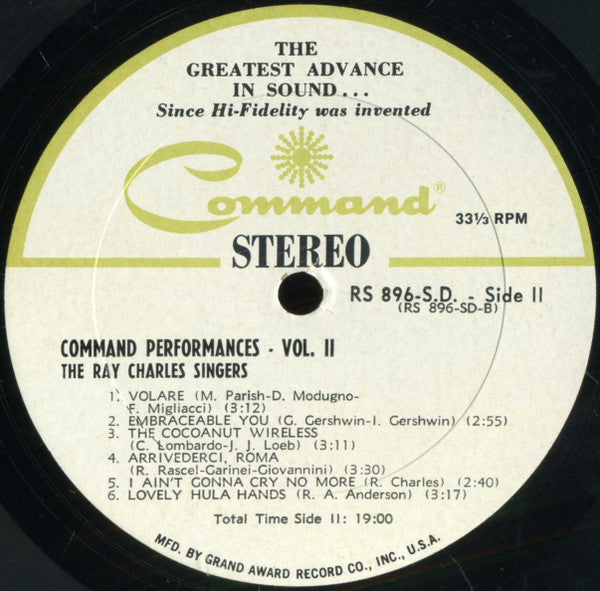 THE
GREATEST ADVANCE
IN SOUND...
Since Hi-Fidelity was invented
Command®
33⅓ RPM
STEREO
RS 896-S.D. - Side II
(RS 896-SD-B)
COMMAND PERFORMANCES - VOL. II
THE RAY CHARLES SINGERS
1. VOLARE (M. Parish-D. Modugno-
F. Migliacci) (3:12)
2. EMBRACEABLE YOU (G. Gershwin-I. Gershwin) (2:55)
3. THE COCOANUT WIRELESS
(C. Lombardo-J. J. Loeb) (3:11)
4. ARRIVEDERCI, ROMA
(R. Rascel-Garinei-Giovannini) (3:30)
5. I AIN'T GONNA CRY NO MORE (R. Charles) (2:40)
6. LOVELY HULA HANDS (R. A. Anderson) (3:17)
Total Time Side II: 19:00
MFD. BY GRAND AWARD RECORD CO., INC., U.S.A.